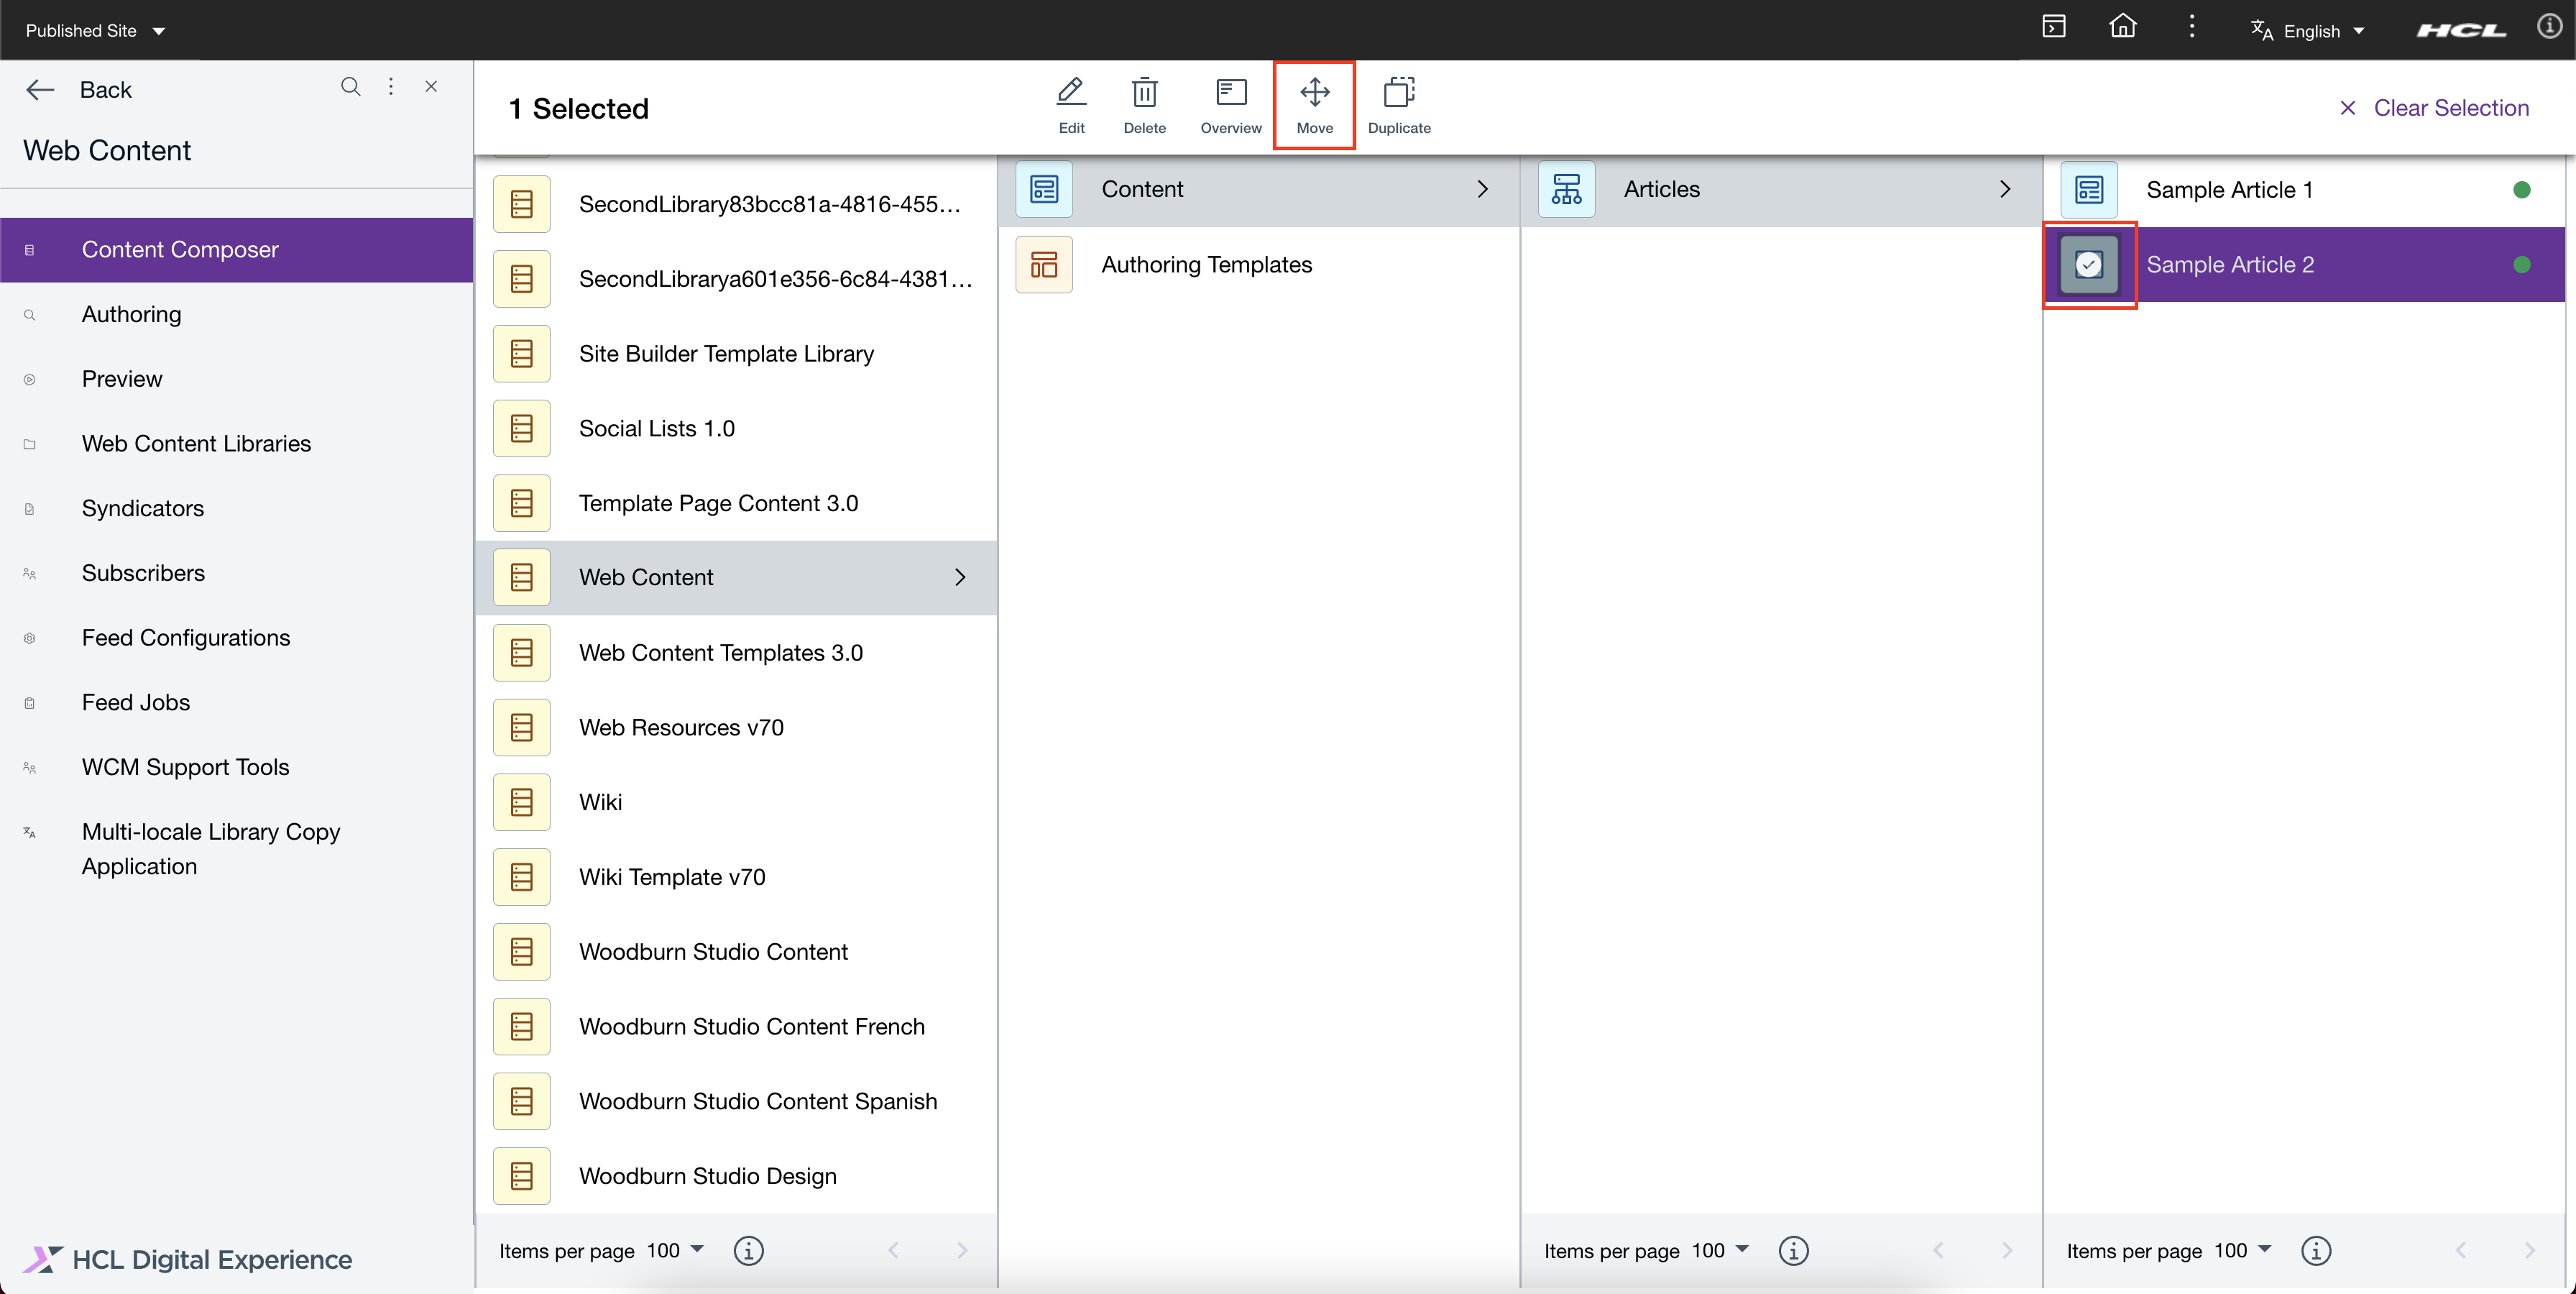 Published Site
English
HCL
Back
Web Content
Content Composer
Authoring
Preview
Web Content Libraries
Syndicators
Subscribers
Feed Configurations
Feed Jobs
WCM Support Tools
Multi-locale Library Copy
Application
HCL Digital Experience
1 Selected
Edit
Delete
Overview
Move
Duplicate
Clear Selection
SecondLibrary83bcc81a-4816-455...
SecondLibrarya601e356-6c84-4381...
Site Builder Template Library
Social Lists 1.0
Template Page Content 3.0
Web Content
Web Content Templates 3.0
Web Resources v70
Wiki
Wiki Template v70
Woodburn Studio Content
Woodburn Studio Content French
Woodburn Studio Content Spanish
Woodburn Studio Design
Items per page 100
Content
Authoring Templates
Articles
Items per page 100
Sample Article 1
Sample Article 2
Items per page 100